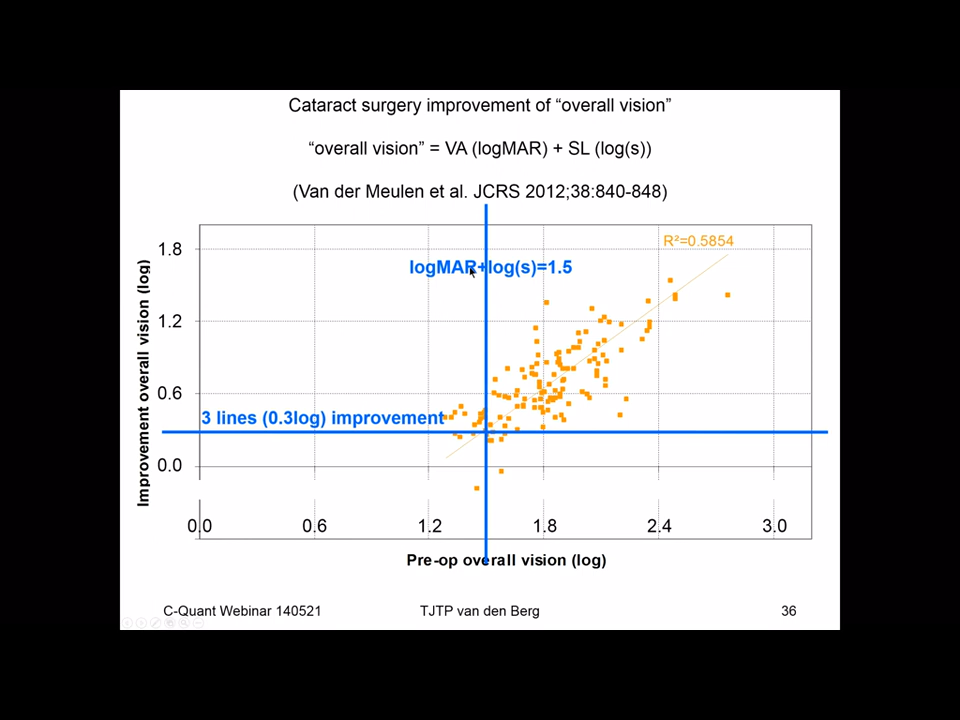 Cataract surgery improvement of “overall vision”
“overall vision” = VA (logMAR) + SL (log(s))
(Van der Meulen et al. JCRS 2012;38:840-848)
R²=0.5854
1.8
logMAR+log(s)=1.5
1.2
0.6
3 lines (0.3log) improvement
0.0
Improvement overall vision (log)
0.0 0.6 1.2 1.8 2.4 3.0
Pre-op overall vision (log)
C-Quant Webinar 140521 TJTP van den Berg 36